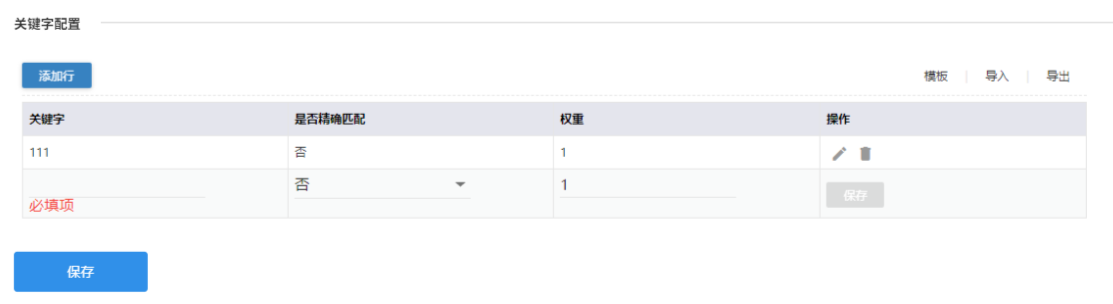 关键字配置
添加行
模板 | 导入 | 导出
关键字 是否精确匹配 权重 操作
111 否 1
否 1 保存
必填项
保存